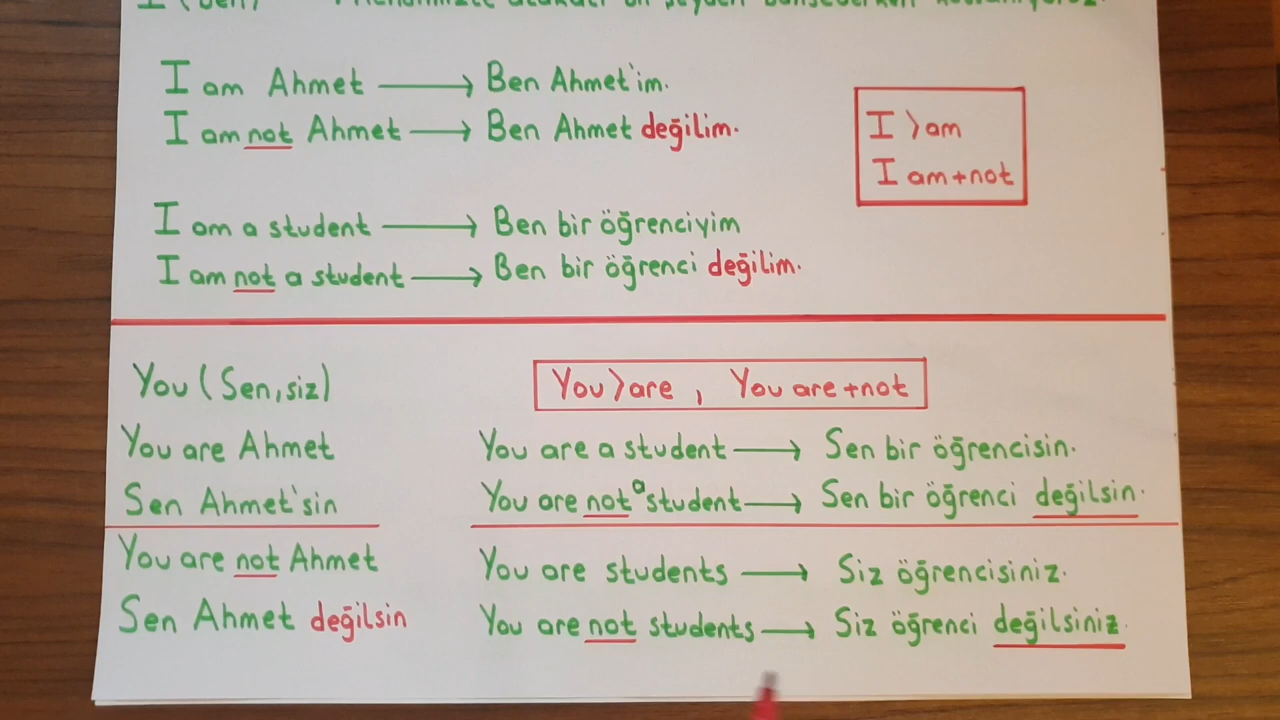 I am Ahmet → Ben Ahmet'im.
I am not Ahmet → Ben Ahmet değilim.
I > am
I am + not
I am a student → Ben bir öğrenciyim
I am not a student → Ben bir öğrenci değilim.
You (Sen, siz)
You > are , You are + not
You are Ahmet
Sen Ahmet'sin
You are not Ahmet
Sen Ahmet değilsin
You are a student → Sen bir öğrencisin.
You are not a student → Sen bir öğrenci değilsin.
You are students → Siz öğrencisiniz.
You are not students → Siz öğrenci değilsiniz.